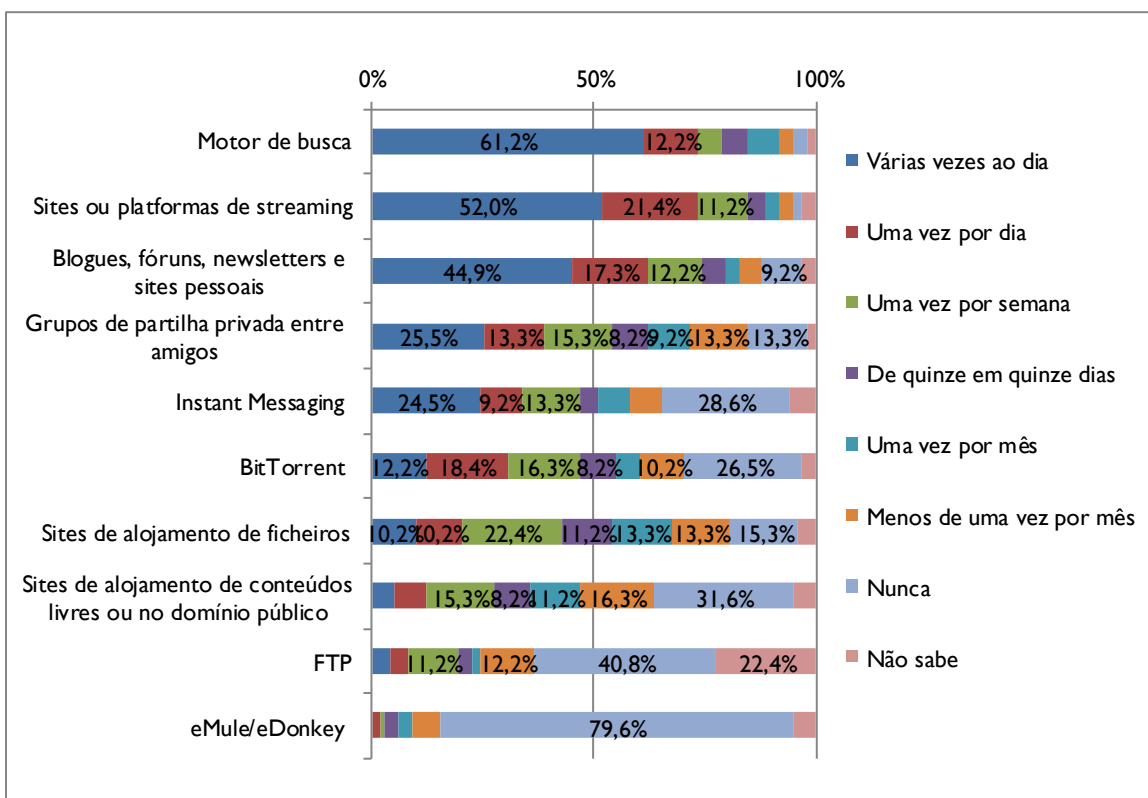 0% 50% 100%
Motor de busca 61,2% 12,2%
Várias vezes ao dia
Sites ou platformas de streaming 52,0% 21,4% 11,2%
Uma vez por dia
Blogues, fóruns, newsletters e
sites pessoais
44,9% 17,3% 12,2% 9,2%
Uma vez por semana
Grupos de partilha privada entre
amigos
25,5% 13,3% 15,3% 8,2% 9,2% 13,3% 13,3%
De quinze em quinze dias
Instant Messaging 24,5% 9,2% 13,3% 28,6%
Uma vez por mês
BitTorrent 12,2% 18,4% 16,3% 8,2% 10,2% 26,5%
Menos de uma vez por mês
Sites de alojamento de ficheiros 10,2% 10,2% 22,4% 11,2% 13,3% 13,3% 15,3%
Nunca
Sites de alojamento de conteúdos
livres ou no domínio público
15,3% 8,2% 11,2% 16,3% 31,6%
Não sabe
FTP 11,2% 12,2% 40,8% 22,4%
eMule/eDonkey 79,6%